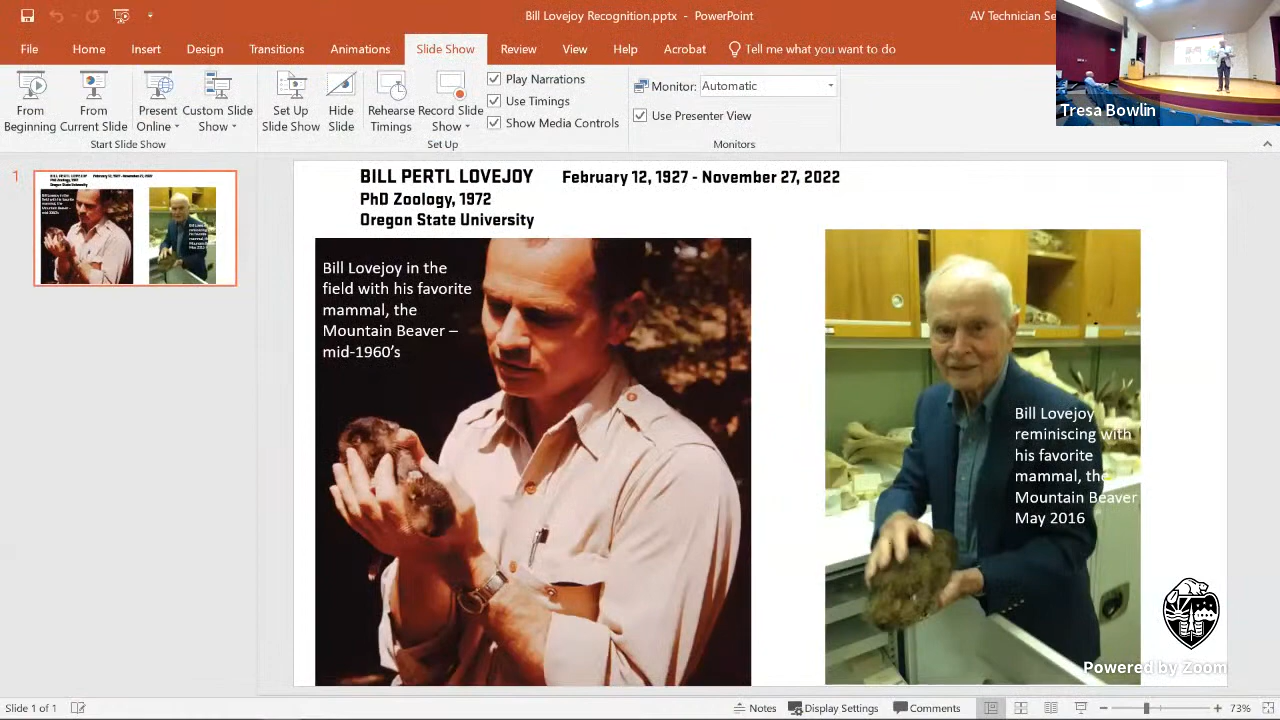 Bill Lovejoy Recognition.pptx - PowerPoint
AV Technician Se
File Home Insert Design Transitions Animations Slide Show Review View Help Acrobat Tell me what you want to do
Tresa Bowlin
From Beginning
From Current Slide
Present Online
Custom Slide Show
Start Slide Show
Set Up Slide Show
Hide Slide
Rehearse Timings
Record Slide Show
Play Narrations
Use Timings
Show Media Controls
Set Up
Monitor: Automatic
Use Presenter View
Monitors
1
BILL PERTL LOVEJOY February 12, 1927 - November 27, 2022
PhD Zoology, 1972
Oregon State University
Bill Lovejoy in the
field with his favorite
mammal, the
Mountain Beaver –
mid-1960's
Bill Lovejoy
reminiscing with
his favorite
mammal, the
Mountain Beaver
May 2016
Powered by Zoom
Slide 1 of 1
Notes Display Settings Comments 73%